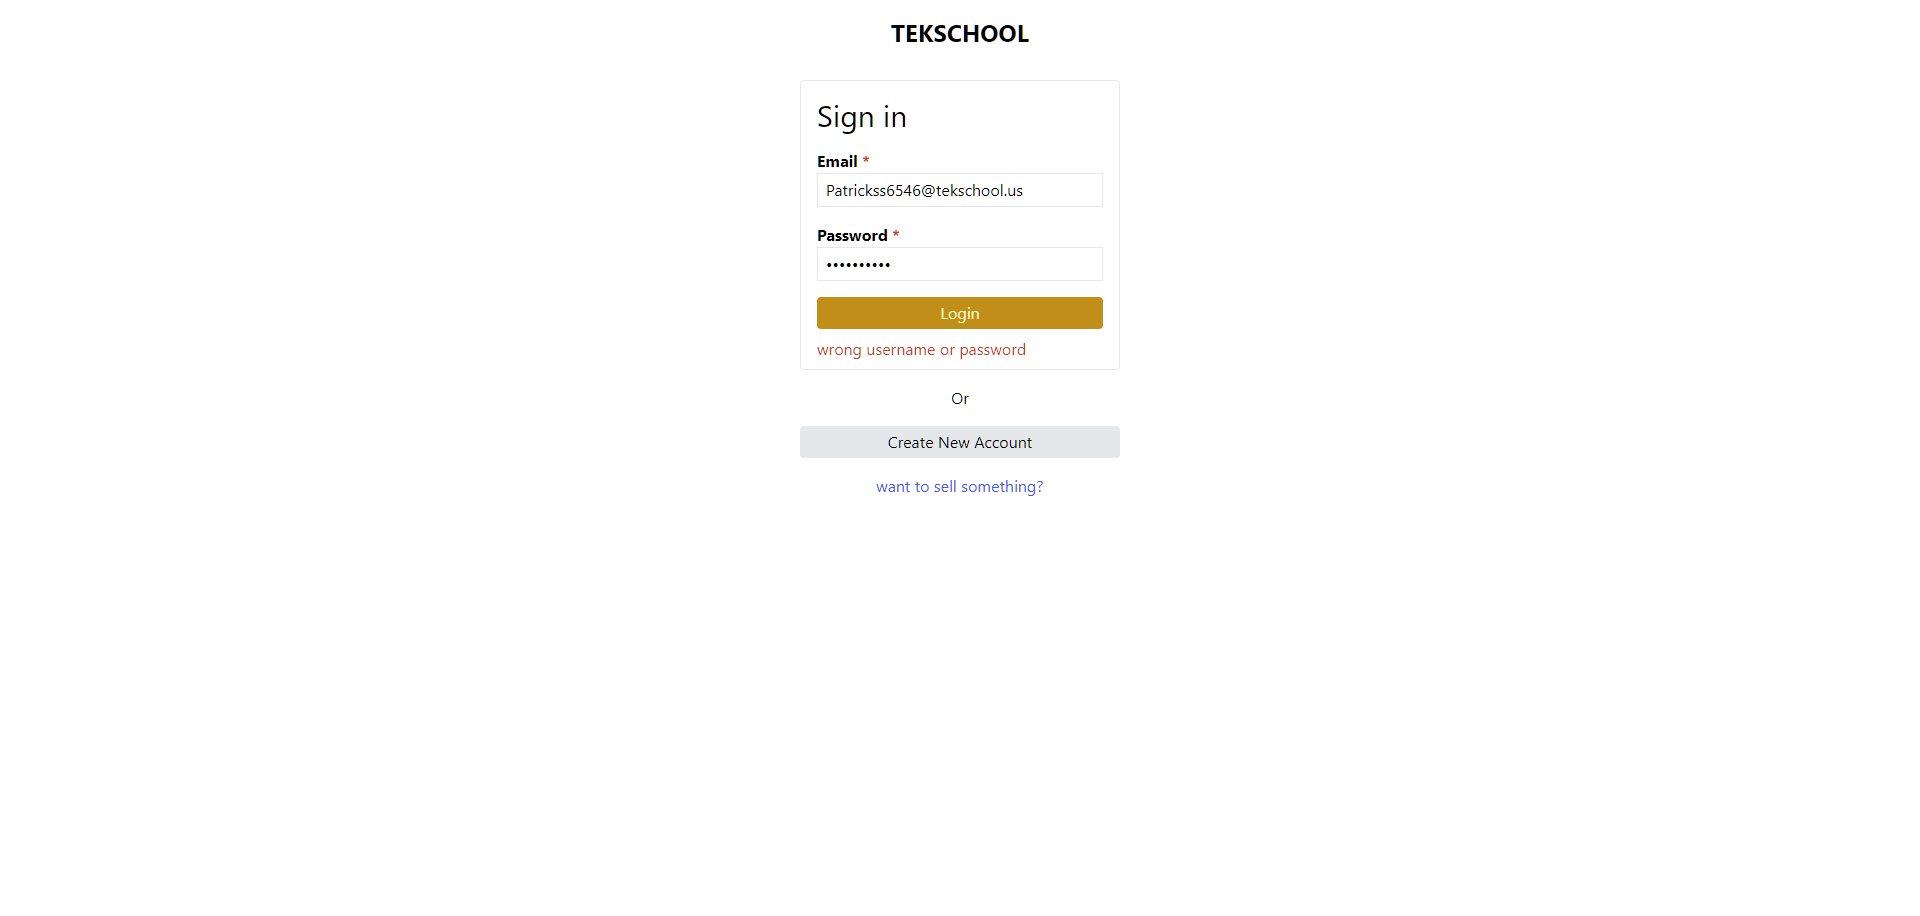 TEKSCHOOL
Sign in
Email *
Patrickss6546@tekschool.us
Password *
••••••••••
Login
wrong username or password
Or
Create New Account
want to sell something?